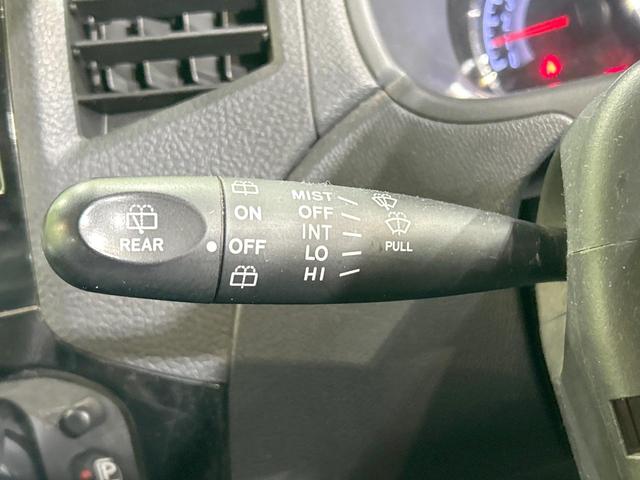 REAR
ON
OFF
MIST
OFF
INT
LO
HI
PULL
P